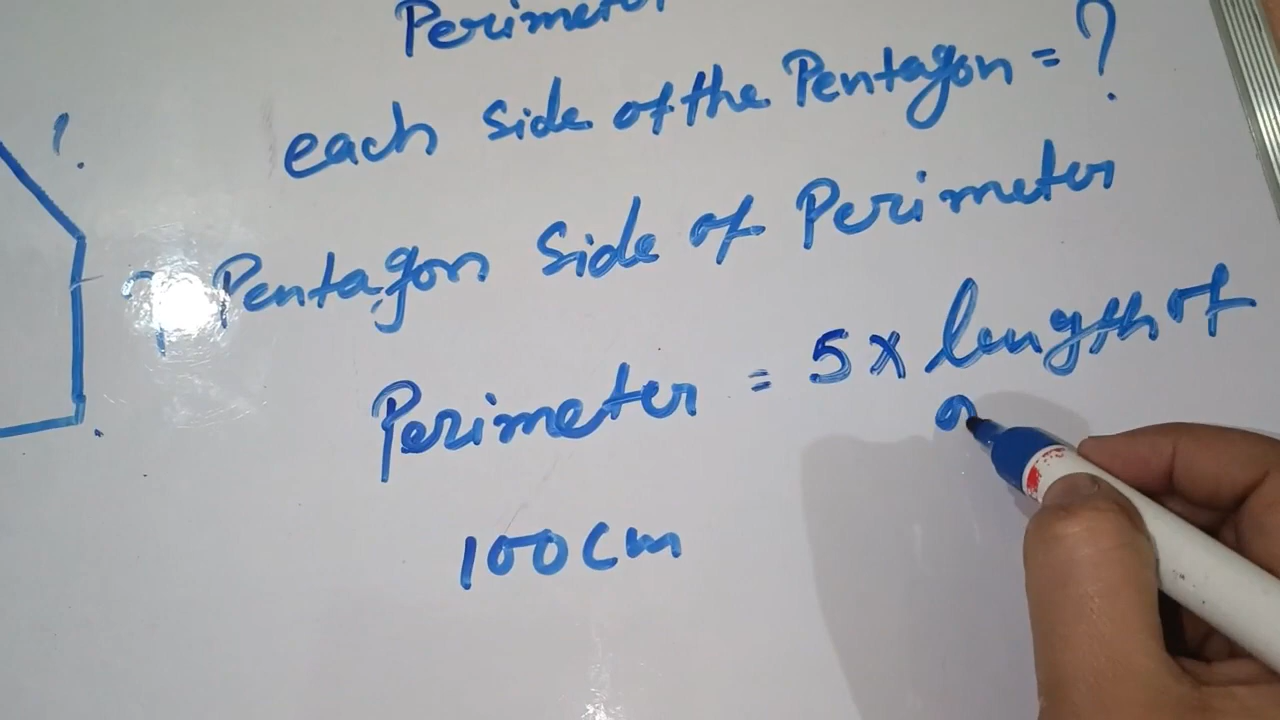 Perimeter
each side of the Pentagon = ?
?
Pentagon Side of Perimeter
?
Perimeter = 5 x length of
100 cm